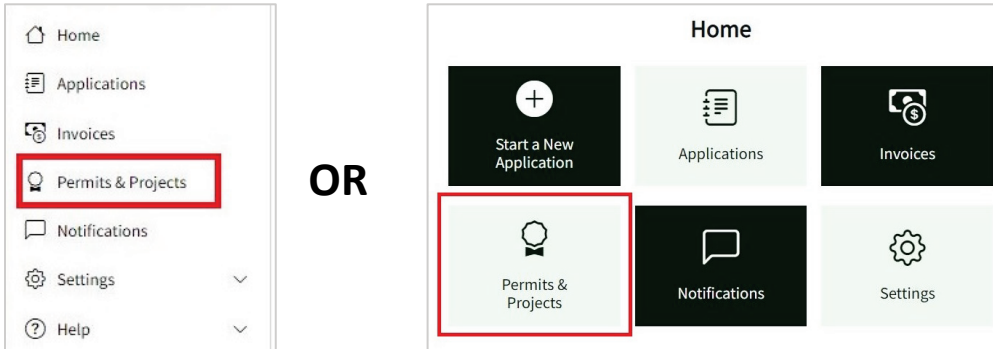 Home
Applications
Invoices
Permits & Projects
Notifications
Settings
Help
OR
Home
Start a New
Application
Applications
Invoices
Permits &
Projects
Notifications
Settings